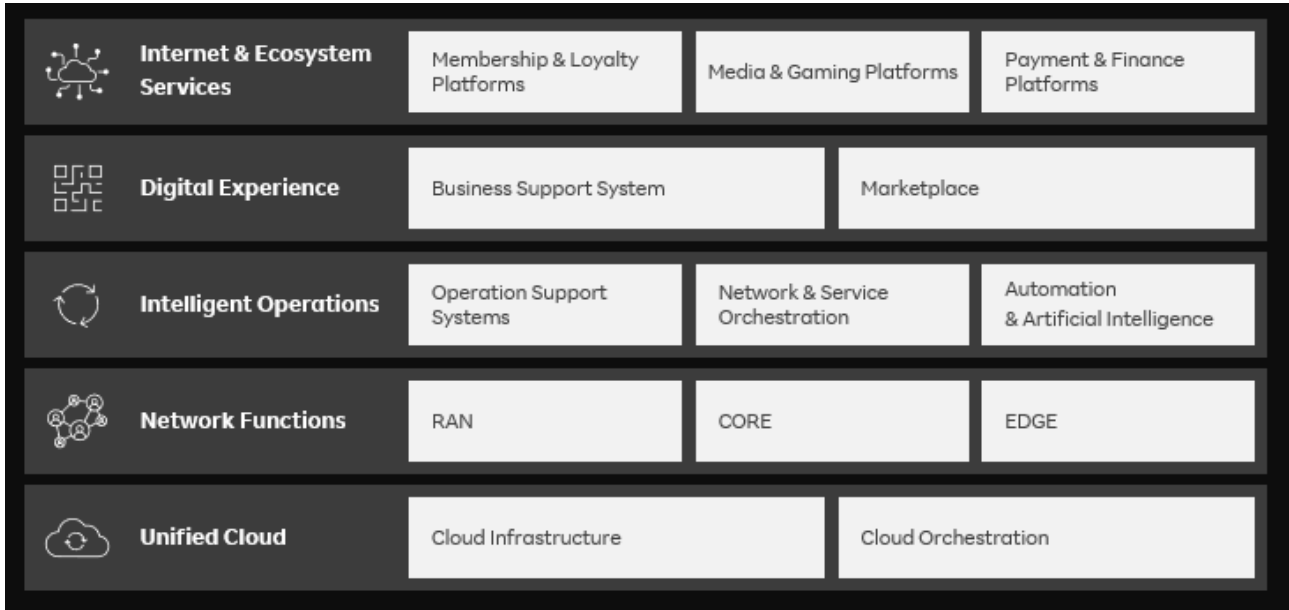 Internet & Ecosystem
Services
Membership & Loyalty
Platforms
Media & Gaming Platforms
Payment & Finance
Platforms
Digital Experience
Business Support System
Marketplace
Intelligent Operations
Operation Support
Systems
Network & Service
Orchestration
Automation
& Artificial Intelligence
Network Functions
RAN
CORE
EDGE
Unified Cloud
Cloud Infrastructure
Cloud Orchestration